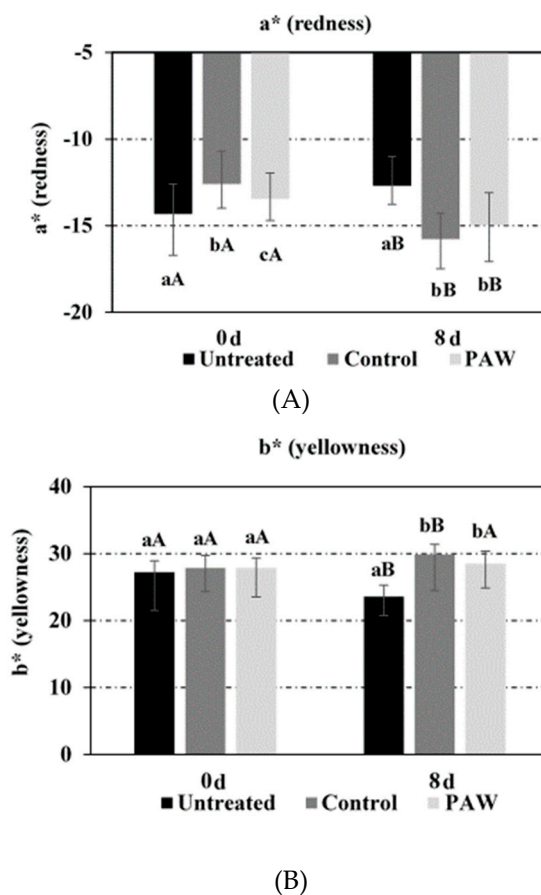 a* (redness)
-5
-10
-15
-20
a* (redness)
aA
bA
cA
aB
bB
bB
0 d
8 d
Untreated
Control
PAW
(A)
b* (yellowness)
40
30
20
10
0
b* (yellowness)
aA
aA
aA
aB
bB
bA
0 d
8 d
Untreated
Control
PAW
(B)